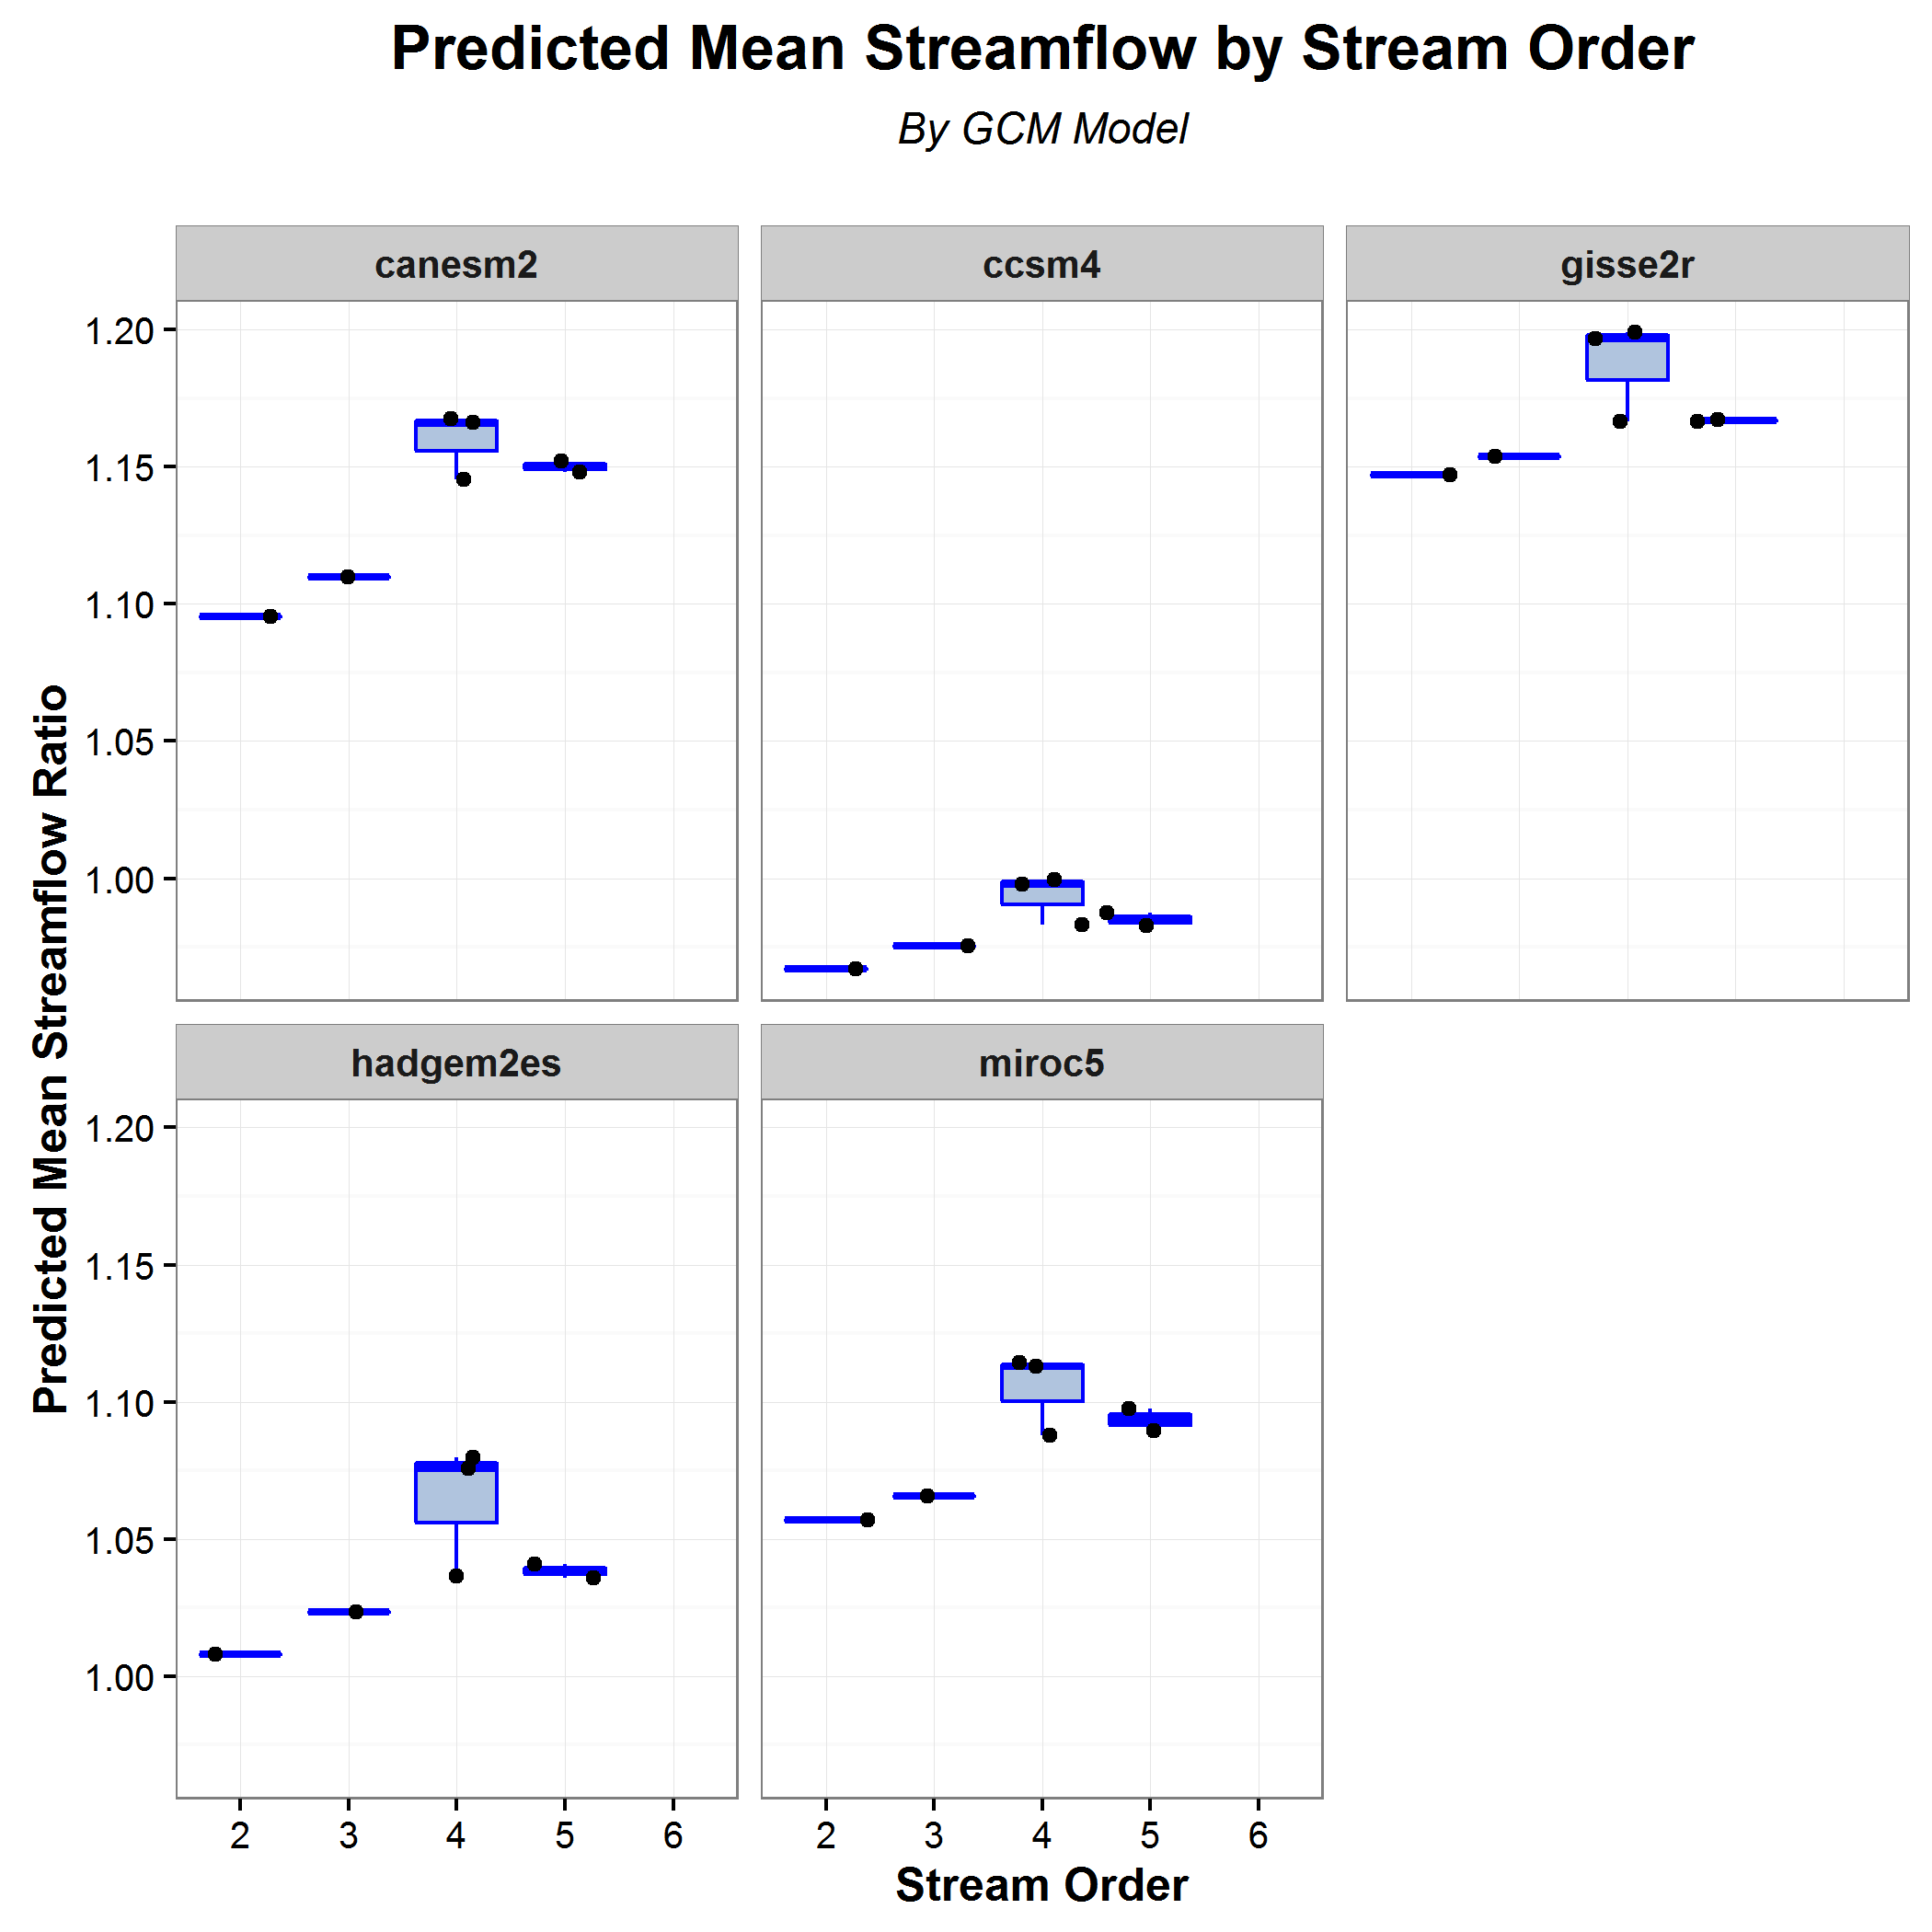 Predicted Mean Streamflow by Stream Order
By GCM Model
canesm2
ccsm4
gisse2r
1.20
1.15
1.10
1.05
1.00
Predicted Mean Streamflow Ratio
hadgem2es
miroc5
1.20
1.15
1.10
1.05
1.00
2 3 4 5 6
2 3 4 5 6
Stream Order